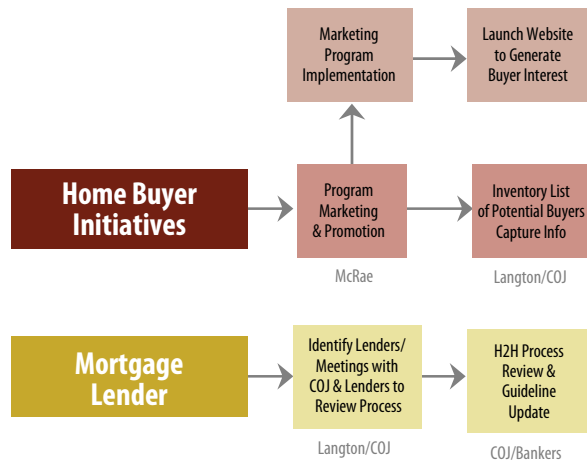 Marketing
Program
Implementation
Launch Website
to Generate
Buyer Interest
Home Buyer
Initiatives
Program
Marketing
& Promotion
McRae
Inventory List
of Potential Buyers
Capture Info
Langton/COJ
Mortgage
Lender
Identify Lenders/
Meetings with
COJ & Lenders to
Review Process
Langton/COJ
H2H Process
Review &
Guideline
Update
COJ/Bankers